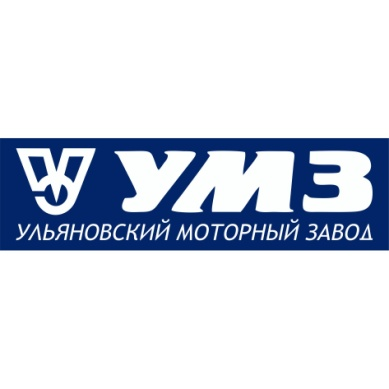 УМЗ
УЛЬЯНОВСКИЙ МОТОРНЫЙ ЗАВОД